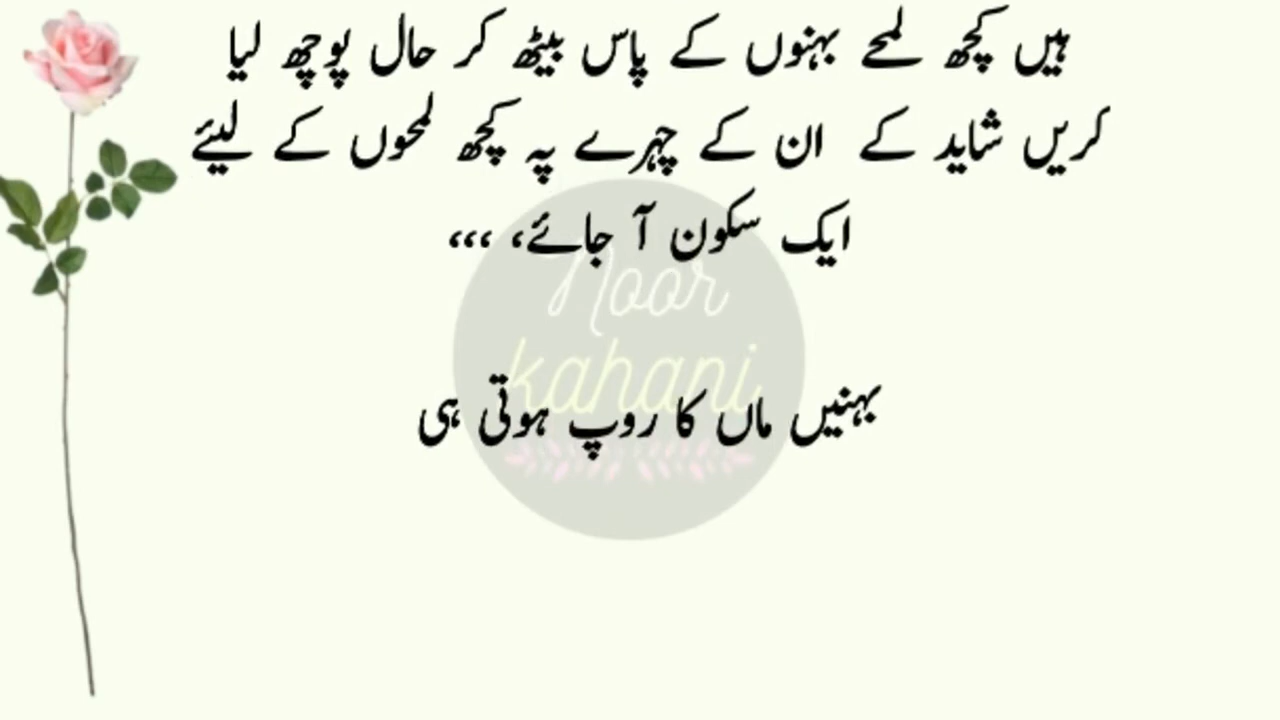 ہیں کچھ لمحے بہنوں کے پاس بیٹھ کر حال پوچھ لیا
کریں شاید کے ان کے چہرے پہ کچھ لمحوں کے لیئے
ایک سکون آ جائے، ،،،
Noor
kahani
بہنیں ماں کا روپ ہوتی ہی